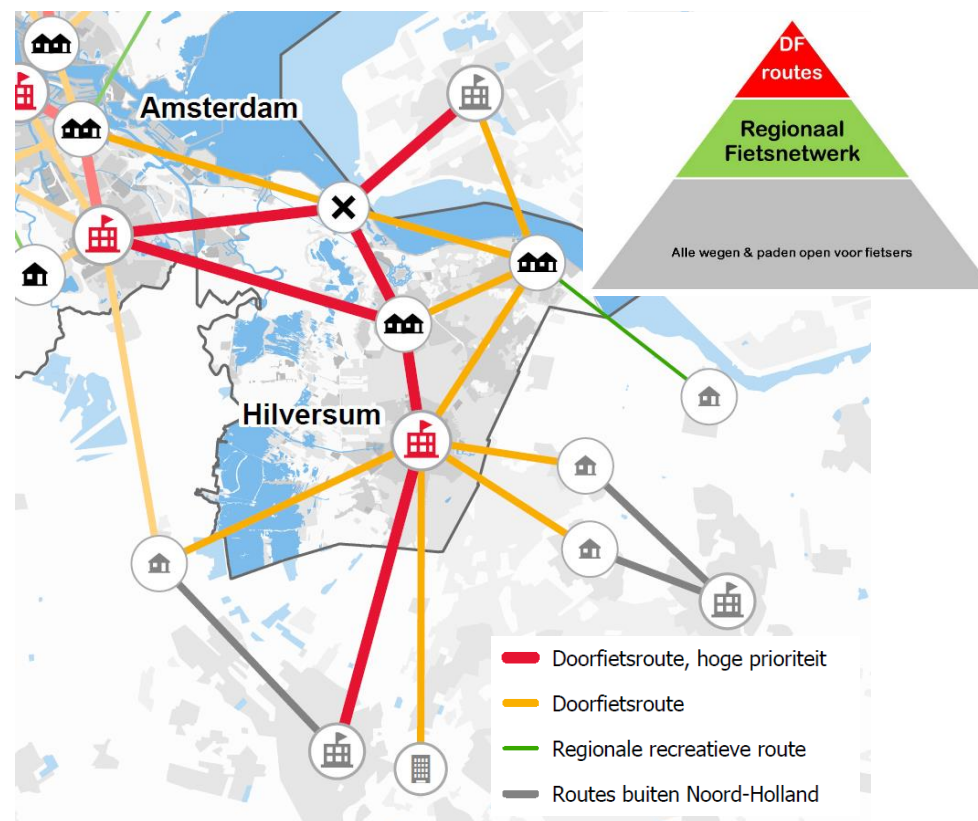 Amsterdam
Hilversum
DF
routes
Regionaal
Fietsnetwerk
Alle wegen & paden open voor fietsers
Doorfietsroute, hoge prioriteit
Doorfietsroute
Regionale recreatieve route
Routes buiten Noord-Holland